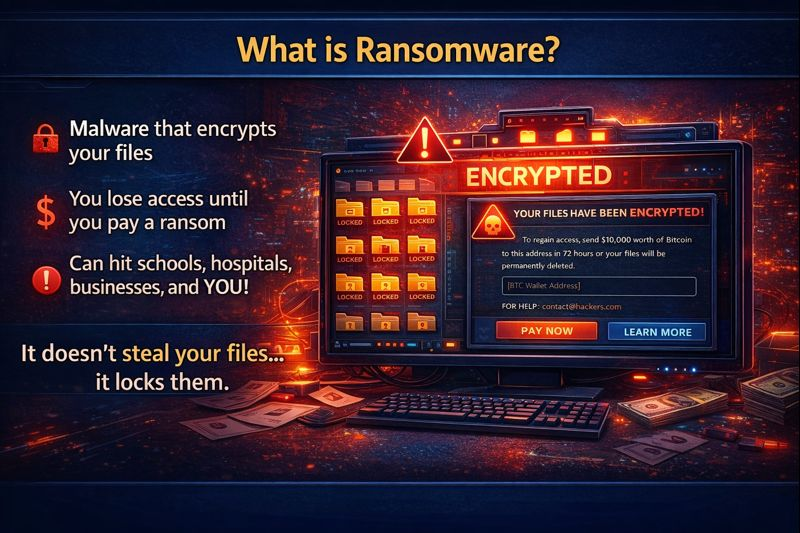 What is Ransomware?
Malware that encrypts
your files
You lose access until
you pay a ransom
Can hit schools, hospitals,
businesses, and YOU!
It doesn't steal your files...
it locks them.
ENCRYPTED
LOCKED LOCKED LOCKED
LOCKED LOCKED LOCKED
LOCKED LOCKED LOCKED
YOUR FILES HAVE BEEN ENCRYPTED!
To regain access, send $10,000 worth of Bitcoin
to this address in 72 hours or your files will be
permanently deleted.
[BTC Wallet Address]
FOR HELP: contact@hackers.com
PAY NOW
LEARN MORE